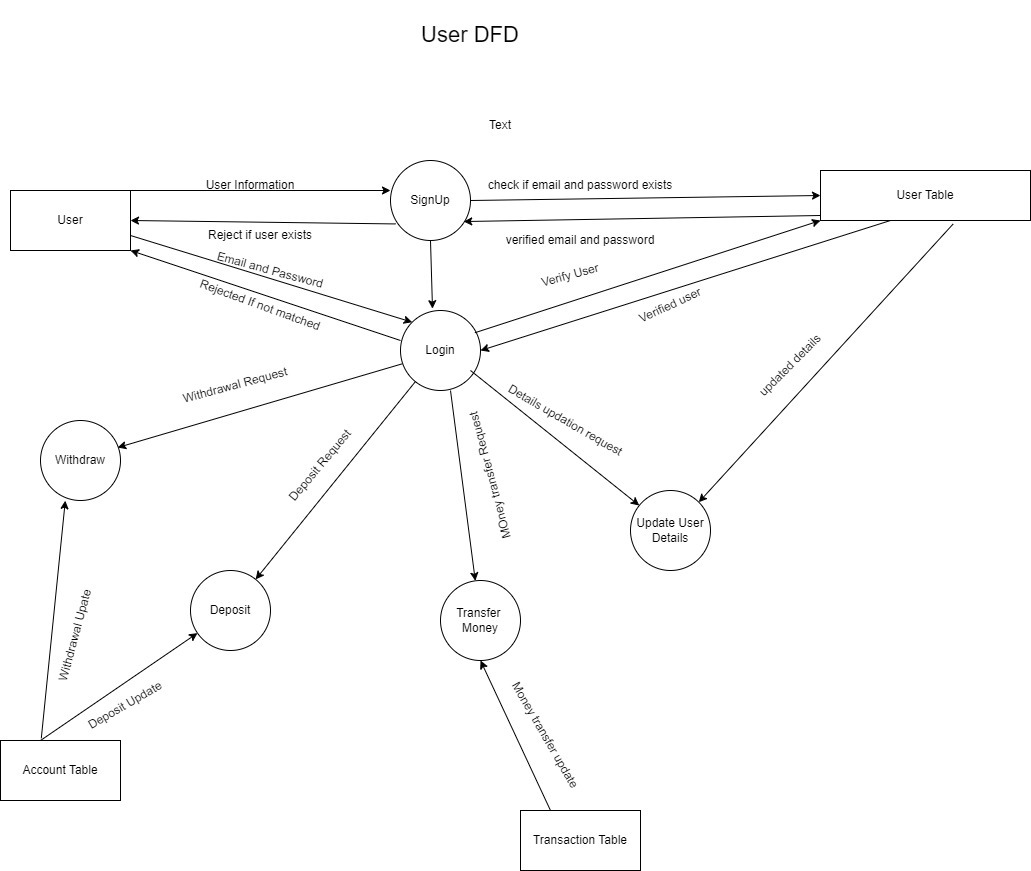 User DFD
Text
User Information
SignUp
check if email and password exists
User Table
User
Reject if user exists
verified email and password
Email and Password
Rejected If not matched
Verify User
Verified user
Login
updated details
Withdrawal Request
Details updation request
Deposit Request
MOney transfer Request
Withdraw
Update User
Details
Deposit
Transfer
Money
Withdrawal Upate
Deposit Update
Money transfer update
Account Table
Transaction Table